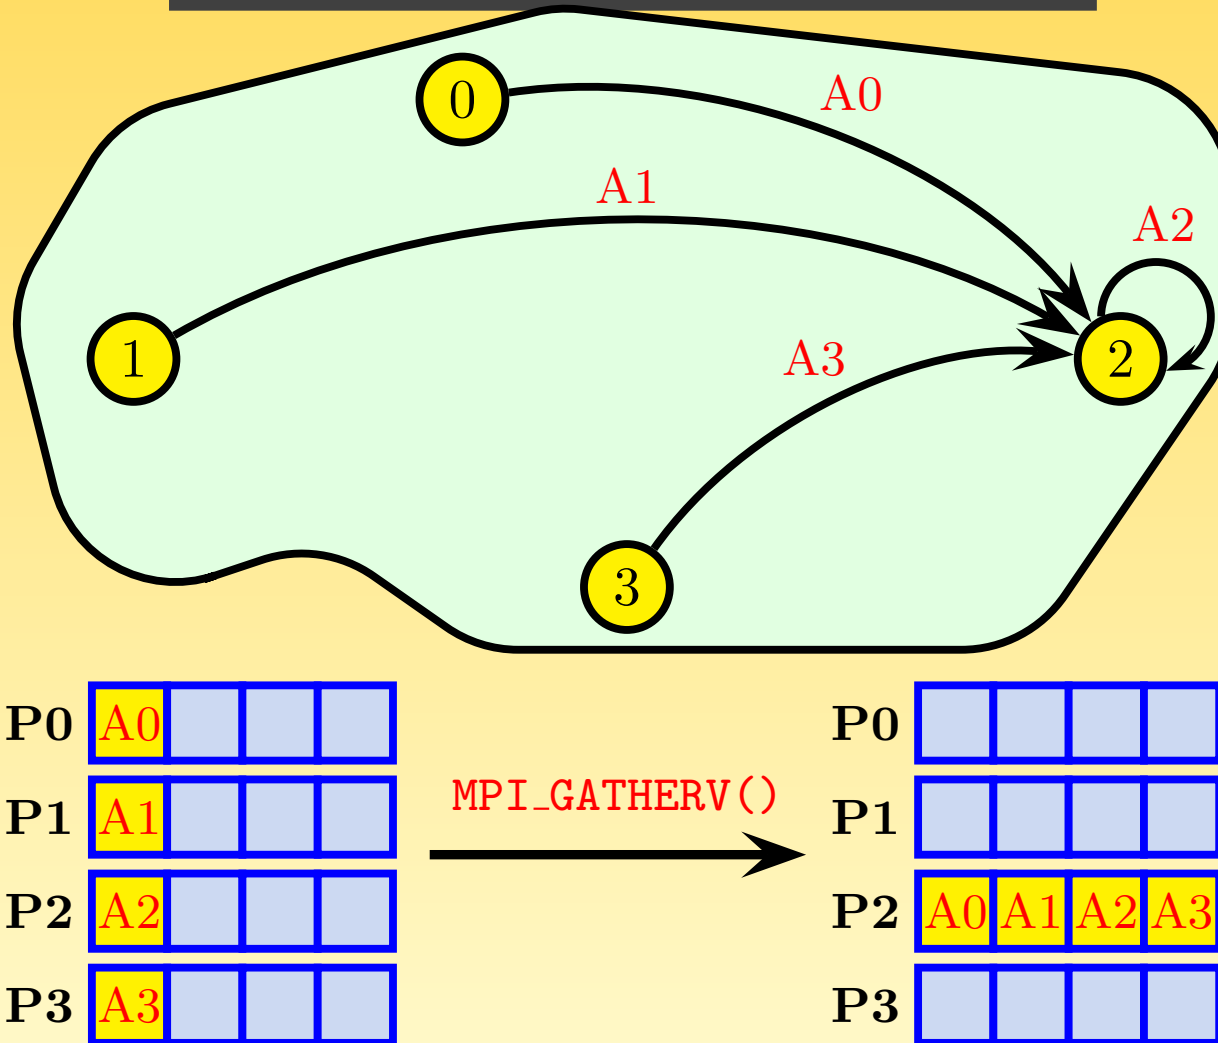 0
A0
A1
A2
1
A3
2
3
P0 A0
P0
P1 A1
MPI_GATHERV()
P1
P2 A2
P2 A0 A1 A2 A3
P3 A3
P3